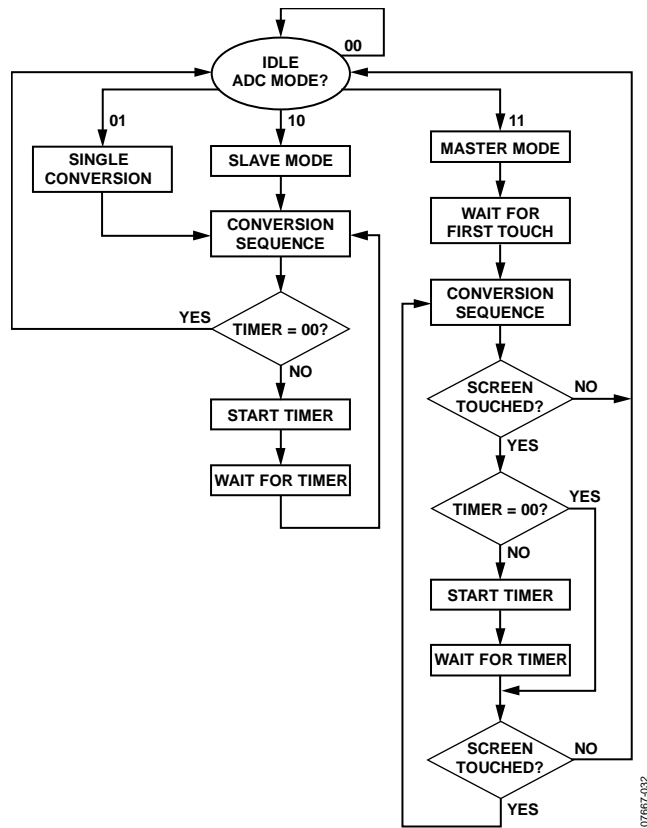 00
IDLE
ADC MODE?
01
10
11
SINGLE
CONVERSION
SLAVE MODE
MASTER MODE
CONVERSION
SEQUENCE
WAIT FOR
FIRST TOUCH
CONVERSION
SEQUENCE
YES
TIMER = 00?
NO
START TIMER
WAIT FOR TIMER
SCREEN
TOUCHED?
NO
YES
TIMER = 00?
YES
NO
START TIMER
WAIT FOR TIMER
SCREEN
TOUCHED?
NO
YES
07667-032